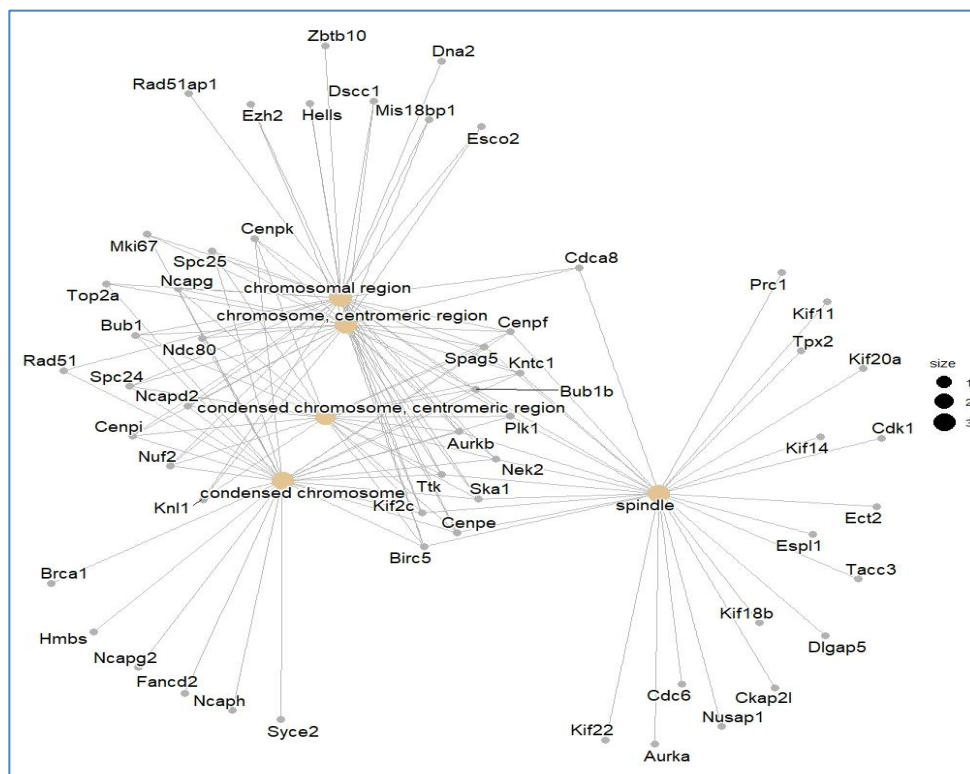 Zbtb10
Dna2
Rad51ap1
Dscc1
Ezh2
Hells
Mis18bp1
Esco2
Cenpk
Mki67
Spc25
Cdca8
Ncapg
Prc1
chromosomal region
Top2a
chromosome, centromeric region
Kif11
Bub1
Cenpf
Tpx2
Ndc80
Spag5
Kif20a
Rad51
Kntc1
size
Spc24
1
Bub1b
Ncapd2
2
condensed chromosome, centromeric region
3
Cenpi
Plk1
Cdk1
Aurkb
Kif14
Nuf2
Nek2
Ttk
Ska1
condensed chromosome
Knl1
Kif2c
spindle
Ect2
Cenpe
Espl1
Birc5
Tacc3
Brca1
Kif18b
Hmbs
Dlgap5
Ncapg2
Fancd2
Cdc6
Ckap2l
Ncaph
Nusap1
Syce2
Kif22
Aurka